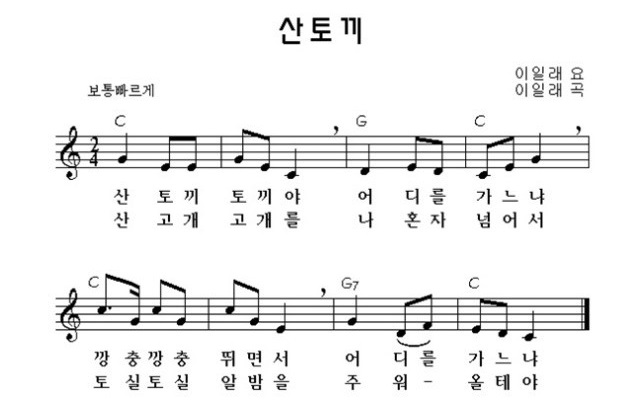 산토끼
이일래 요
보통빠르게
이일래 곡
C G C
2
4
산 토끼 토끼야 어 디를 가느냐
산 고개 고개를 나 혼자 넘어서
C G7 C
깡충깡충 뛰면서 어 디를 가느냐
토실토실 알밤을 주 워- 올테야